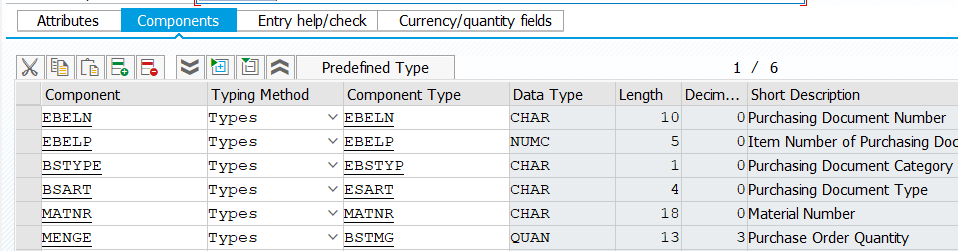 Attributes Components Entry help/check Currency/quantity fields
Predefined Type 1 / 6
Component Typing Method Component Type Data Type Length Decim... Short Description
EBELN Types EBELN CHAR 10 0 Purchasing Document Number
EBELP Types EBELP NUMC 5 0 Item Number of Purchasing Doc
BSTYPE Types EBSTYP CHAR 1 0 Purchasing Document Category
BSART Types ESART CHAR 4 0 Purchasing Document Type
MATNR Types MATNR CHAR 18 0 Material Number
MENGE Types BSTMG QUAN 13 3 Purchase Order Quantity